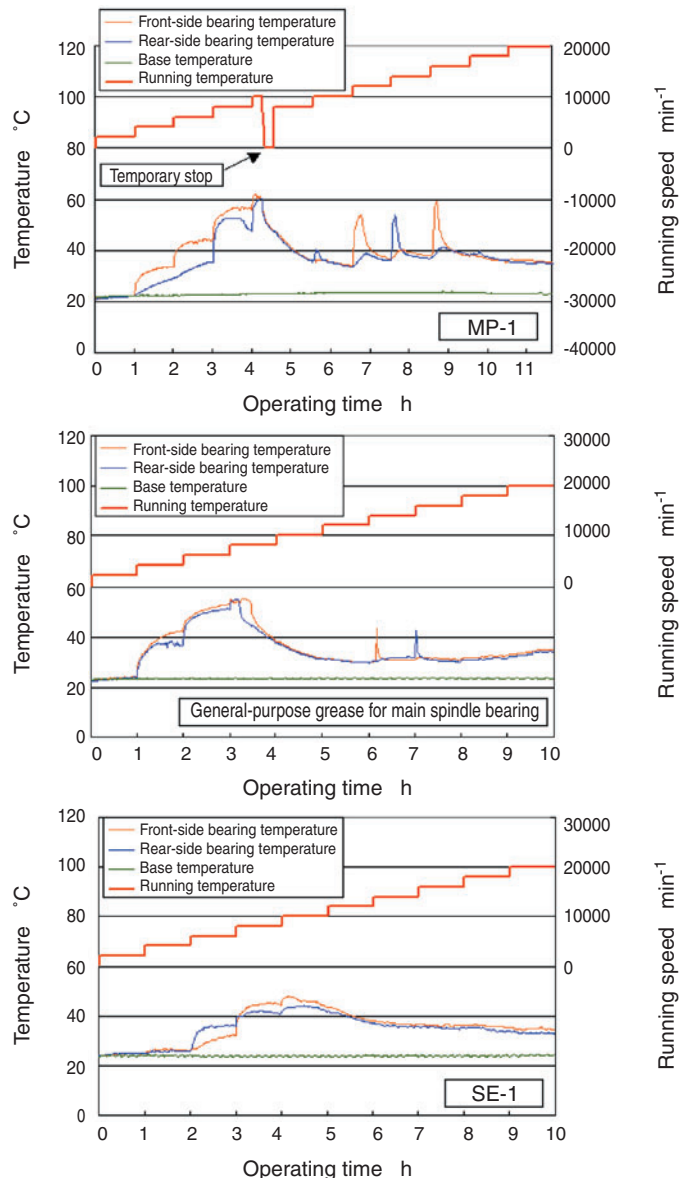 Front-side bearing temperature
Rear-side bearing temperature
Base temperature
Running temperature
Temperature °C
120
100
80
60
40
20
0
Temporary stop
MP-1
20000
10000
0
-10000
-20000
-30000
-40000
Running speed min⁻¹
0 1 2 3 4 5 6 7 8 9 10 11
Operating time h
Front-side bearing temperature
Rear-side bearing temperature
Base temperature
Running temperature
Temperature °C
120
100
80
60
40
20
0
General-purpose grease for main spindle bearing
30000
20000
10000
0
Running speed min⁻¹
0 1 2 3 4 5 6 7 8 9 10
Operating time h
Front-side bearing temperature
Rear-side bearing temperature
Base temperature
Running temperature
Temperature °C
120
100
80
60
40
20
0
SE-1
30000
20000
10000
0
Running speed min⁻¹
0 1 2 3 4 5 6 7 8 9 10
Operating time h